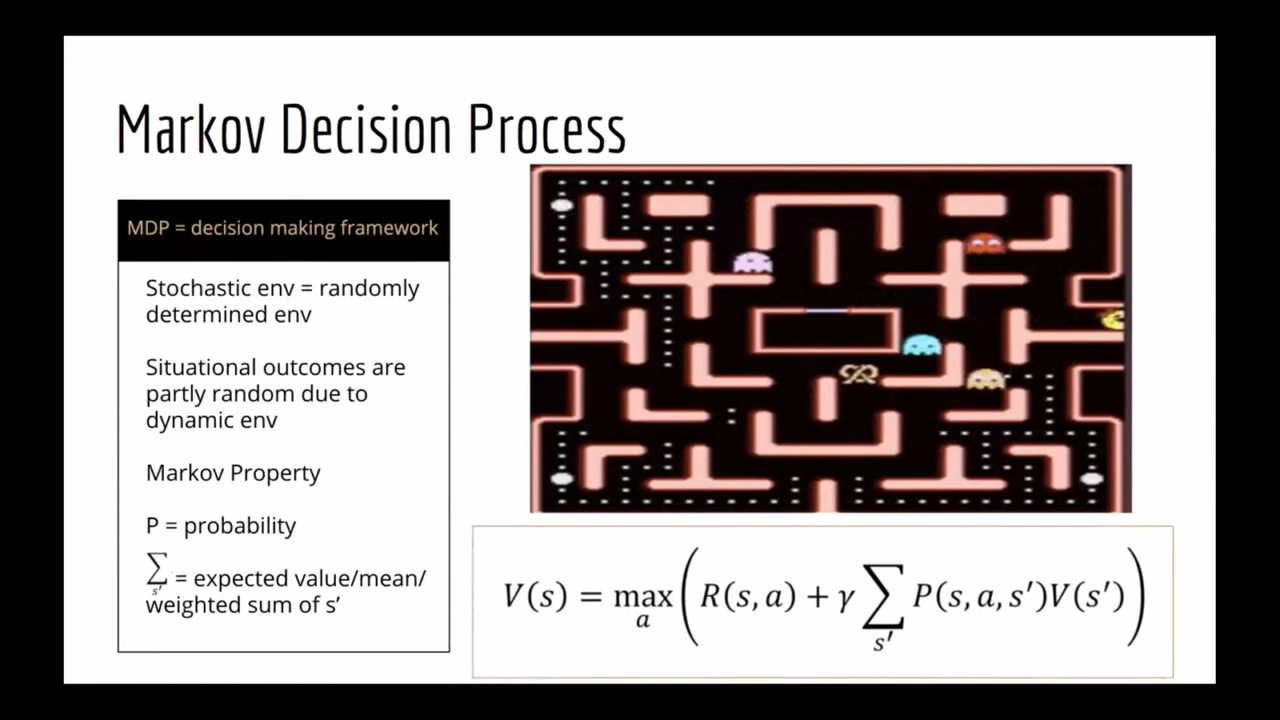 Markov Decision Process
MDP = decision making framework
Stochastic env = randomly
determined env
Situational outcomes are
partly random due to
dynamic env
Markov Property
P = probability
∑s′ = expected value/mean/
weighted sum of s’
V(s) = max a ( R(s, a) + γ ∑ s′ P(s, a, s′)V(s′) )